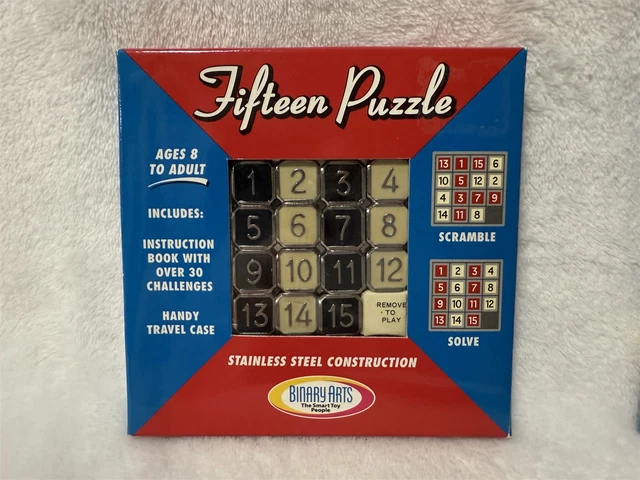 Fifteen Puzzle
AGES 8
TO ADULT
INCLUDES:
INSTRUCTION
BOOK WITH
OVER 30
CHALLENGES
HANDY
TRAVEL CASE
1 2 3 4
5 6 7 8
9 10 11 12
13 14 15 REMOVE
- TO
PLAY
13 1 15 6
10 5 12 2
4 3 7 9
14 11 8
SCRAMBLE
1 2 3 4
5 6 7 8
9 10 11 12
13 14 15
SOLVE
STAINLESS STEEL CONSTRUCTION
BINARY ARTS
The Smart Toy
People